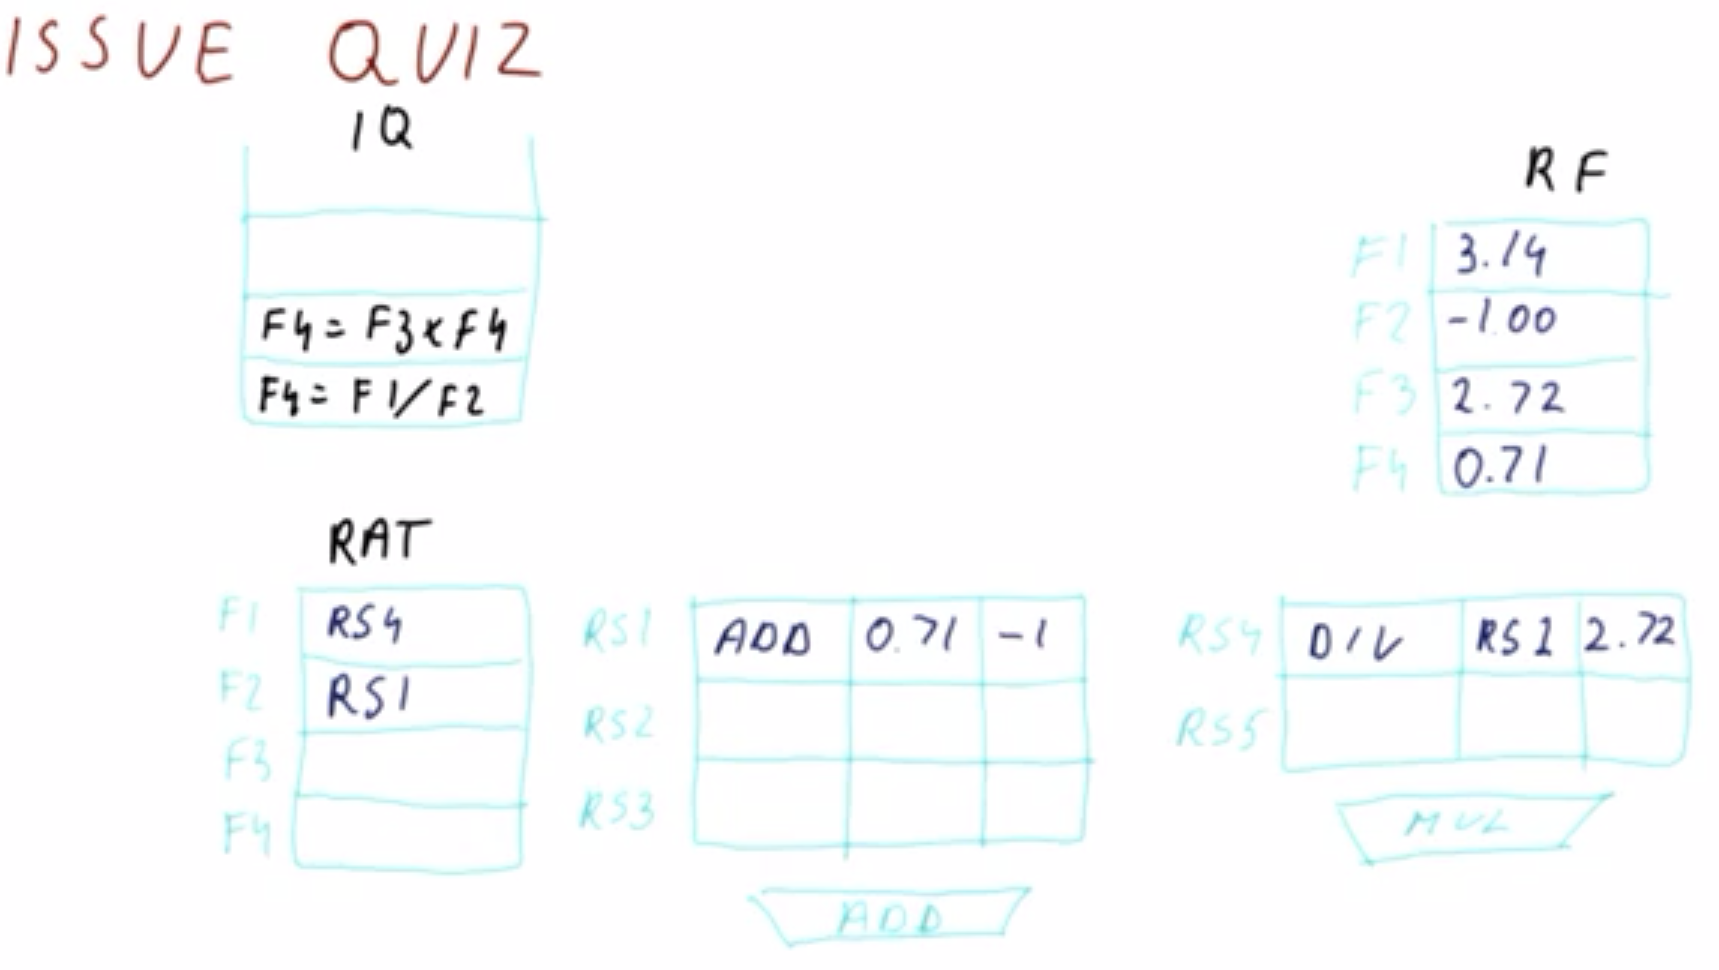 ISSUE QUIZ
IQ
F4 = F3 x F4
F4 = F1/F2
RF
F1 3.14
F2 -1.00
F3 2.72
F4 0.71
RAT
F1 RS4
F2 RS1
F3
F4
RS1 ADD 0.71 -1
RS2
RS3
ADD
RS4 DIV RS1 2.72
RS5
MUL